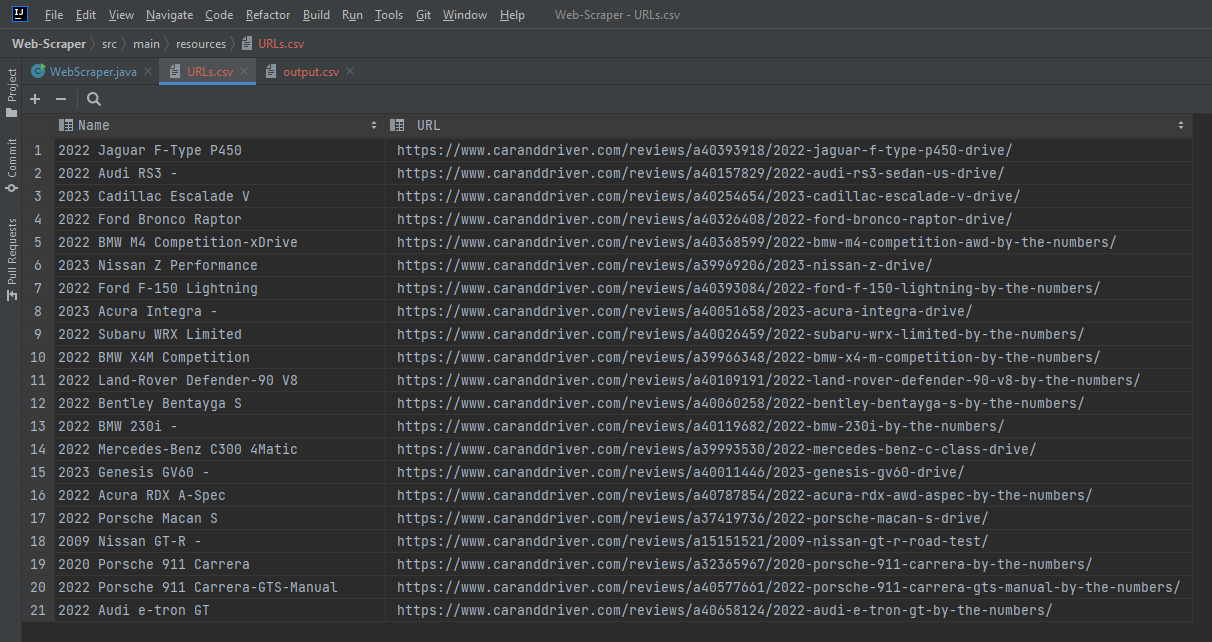 IJ File Edit View Navigate Code Refactor Build Run Tools Git Window Help Web-Scraper - URLs.csv
Web-Scraper src main resources URLs.csv
C WebScraper.java URLs.csv output.csv
Project
Commit
Pull Requests
Name URL
1 2022 Jaguar F-Type P450 https://www.caranddriver.com/reviews/a40393918/2022-jaguar-f-type-p450-drive/
2 2022 Audi RS3 - https://www.caranddriver.com/reviews/a40157829/2022-audi-rs3-sedan-us-drive/
3 2023 Cadillac Escalade V https://www.caranddriver.com/reviews/a40254654/2023-cadillac-escalade-v-drive/
4 2022 Ford Bronco Raptor https://www.caranddriver.com/reviews/a40326408/2022-ford-bronco-raptor-drive/
5 2022 BMW M4 Competition-xDrive https://www.caranddriver.com/reviews/a40368599/2022-bmw-m4-competition-awd-by-the-numbers/
6 2023 Nissan Z Performance https://www.caranddriver.com/reviews/a39969206/2023-nissan-z-drive/
7 2022 Ford F-150 Lightning https://www.caranddriver.com/reviews/a40393084/2022-ford-f-150-lightning-by-the-numbers/
8 2023 Acura Integra - https://www.caranddriver.com/reviews/a40051658/2023-acura-integra-drive/
9 2022 Subaru WRX Limited https://www.caranddriver.com/reviews/a40026459/2022-subaru-wrx-limited-by-the-numbers/
10 2022 BMW X4M Competition https://www.caranddriver.com/reviews/a39966348/2022-bmw-x4-m-competition-by-the-numbers/
11 2022 Land-Rover Defender-90 V8 https://www.caranddriver.com/reviews/a40109191/2022-land-rover-defender-90-v8-by-the-numbers/
12 2022 Bentley Bentayga S https://www.caranddriver.com/reviews/a40060258/2022-bentley-bentayga-s-by-the-numbers/
13 2022 BMW 230i - https://www.caranddriver.com/reviews/a40119682/2022-bmw-230i-by-the-numbers/
14 2022 Mercedes-Benz C300 4Matic https://www.caranddriver.com/reviews/a39993530/2022-mercedes-benz-c-class-drive/
15 2023 Genesis GV60 - https://www.caranddriver.com/reviews/a40011446/2023-genesis-gv60-drive/
16 2022 Acura RDX A-Spec https://www.caranddriver.com/reviews/a40787854/2022-acura-rdx-awd-aspec-by-the-numbers/
17 2022 Porsche Macan S https://www.caranddriver.com/reviews/a37419736/2022-porsche-macan-s-drive/
18 2009 Nissan GT-R - https://www.caranddriver.com/reviews/a15151521/2009-nissan-gt-r-road-test/
19 2020 Porsche 911 Carrera https://www.caranddriver.com/reviews/a32365967/2020-porsche-911-carrera-by-the-numbers/
20 2022 Porsche 911 Carrera-GTS-Manual https://www.caranddriver.com/reviews/a40577661/2022-porsche-911-carrera-gts-manual-by-the-numbers/
21 2022 Audi e-tron GT https://www.caranddriver.com/reviews/a40658124/2022-audi-e-tron-gt-by-the-numbers/